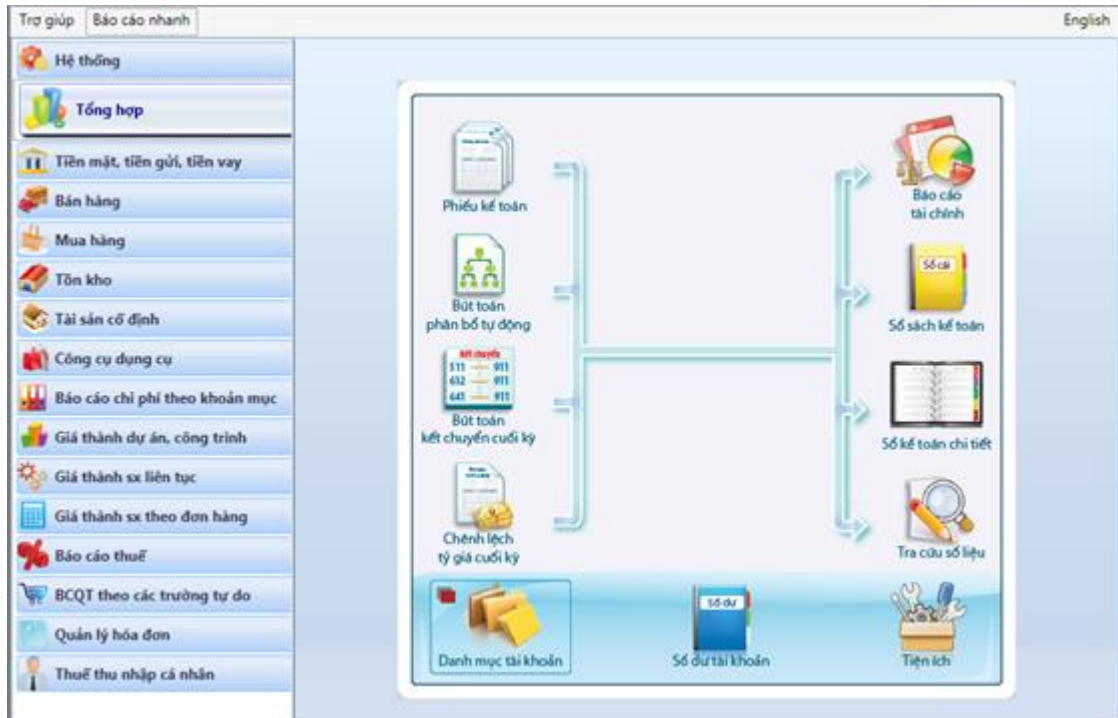 Trợ giúp Báo cáo nhanh English
Hệ thống
Tổng hợp
Tiền mặt, tiền gửi, tiền vay
Bán hàng
Mua hàng
Tồn kho
Tài sản cố định
Công cụ dụng cụ
Báo cáo chi phí theo khoản mục
Giá thành dự án, công trình
Giá thành sx liên tục
Giá thành sx theo đơn hàng
Báo cáo thuế
BCQT theo các trường tự do
Quản lý hóa đơn
Thuế thu nhập cá nhân
Phiếu kế toán
Bút toán
phân bổ tự động
Kết chuyển
511 911
632 911
641 911
Bút toán
kết chuyển cuối kỳ
Chênh lệch
tỷ giá cuối kỳ
Báo cáo
tài chính
Sổ cái
Sổ sách kế toán
Sổ kế toán chi tiết
Tra cứu số liệu
Danh mục tài khoản
Số dư
Số dư tài khoản
Tiện ích